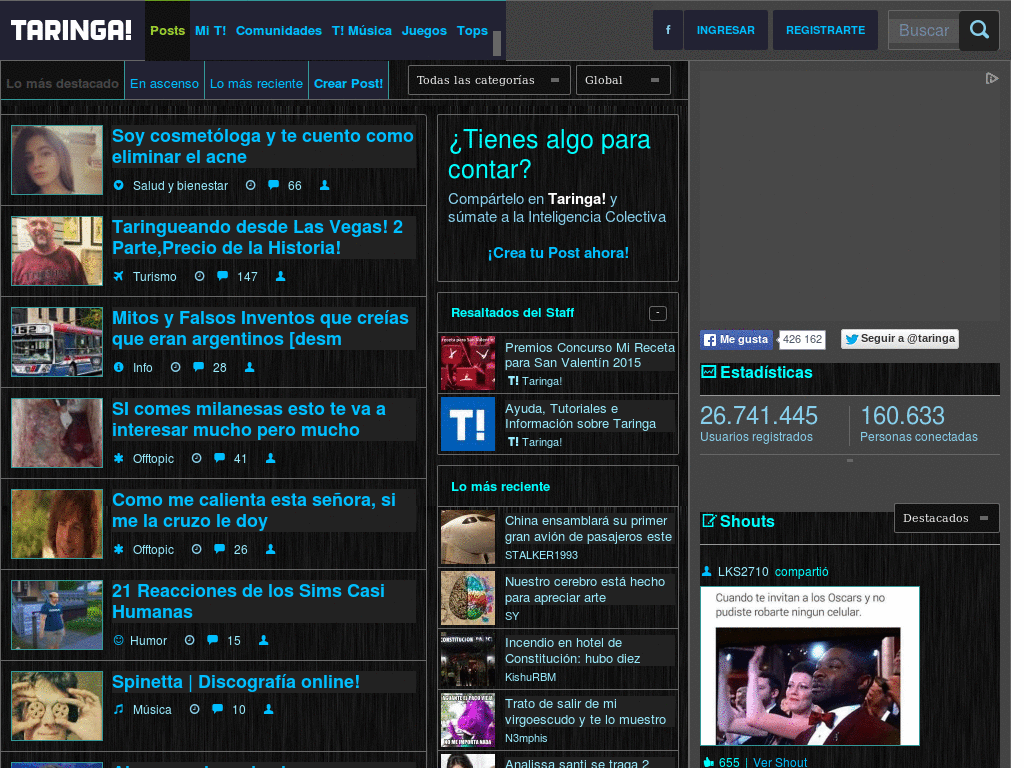 TARINGA!
Posts
Mi T!
Comunidades
T! Música
Juegos
Tops
f
INGRESAR
REGISTRARTE
Buscar
Lo más destacado
En ascenso
Lo más reciente
Crear Post!
Todas las categorías
Global
Soy cosmetóloga y te cuento como
eliminar el acne
Salud y bienestar 66
Taringueando desde Las Vegas! 2
Parte,Precio de la Historia!
Turismo 147
Mitos y Falsos Inventos que creías
que eran argentinos [desm
Info 28
SI comes milanesas esto te va a
interesar mucho pero mucho
Offtopic 41
Como me calienta esta señora, si
me la cruzo le doy
Offtopic 26
21 Reacciones de los Sims Casi
Humanas
Humor 15
Spinetta | Discografía online!
Música 10
¿Tienes algo para
contar?
Compártelo en Taringa! y
súmate a la Inteligencia Colectiva
¡Crea tu Post ahora!
Resaltados del Staff
-
Receta para San Valentín
Premios Concurso Mi Receta
para San Valentín 2015
T! Taringa!
T!
Ayuda, Tutoriales e
Información sobre Taringa
T! Taringa!
Lo más reciente
China ensamblará su primer
gran avión de pasajeros este
STALKER1993
Nuestro cerebro está hecho
para apreciar arte
SY
Incendio en hotel de
Constitución: hubo diez
KishuRBM
Trato de salir de mi
virgoescudo y te lo muestro
N3mphis
NO ME IMPORTA NADA
Analissa santi se traga 2
Me gusta
426 162
Seguir a @taringa
Estadísticas
26.741.445
Usuarios registrados
160.633
Personas conectadas
Shouts
Destacados
LKS2710 compartió
Cuando te invitan a los Oscars y no
pudiste robarte ningun celular.
655 | Ver Shout